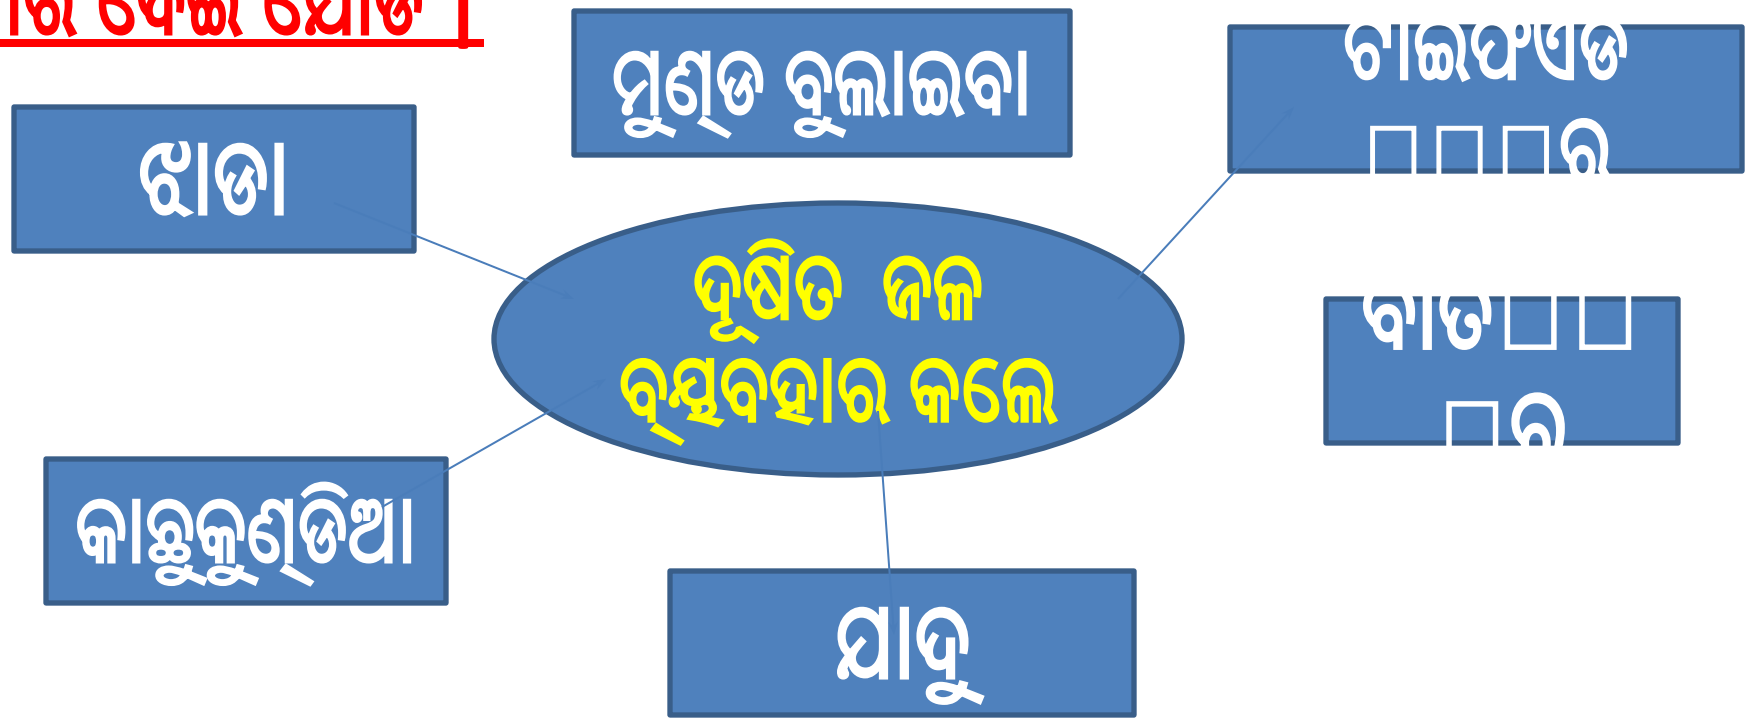 ଦେଇ ଯୋଡ |
ମୁଣ୍ଡ ବୁଲାଇବା
ଟାଇଫଏଡ
ଝାଡା
ଦୂଷିତ ଜଳ
ବ୍ୟବହାର କଲେ
କାଛୁକୁଣ୍ଡିଆ
ଯାଦୁ